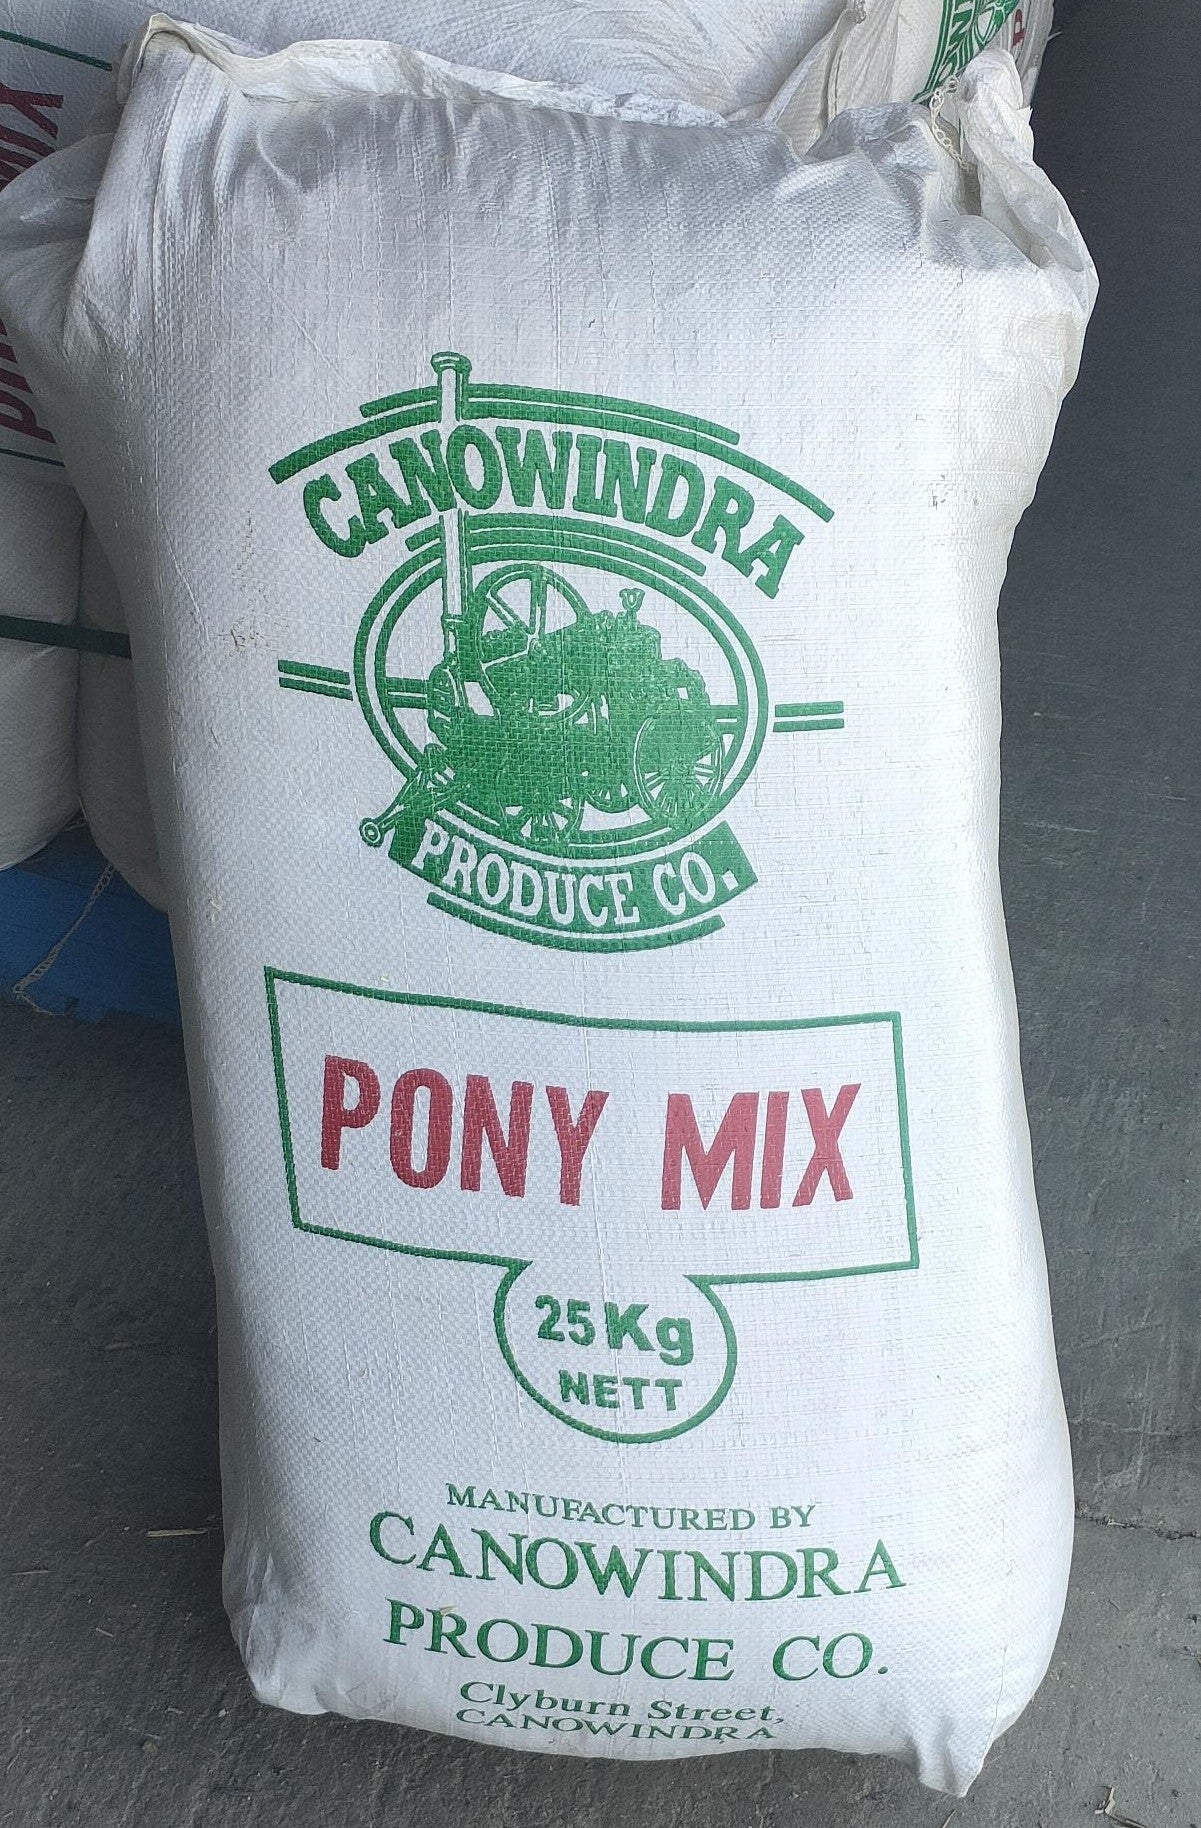 CANOWINDRA
PRODUCE CO.
PONY MIX
25Kg
NETT
MANUFACTURED BY
CANOWINDRA
PRODUCE CO.
Clyburn Street,
CANOWINDRA